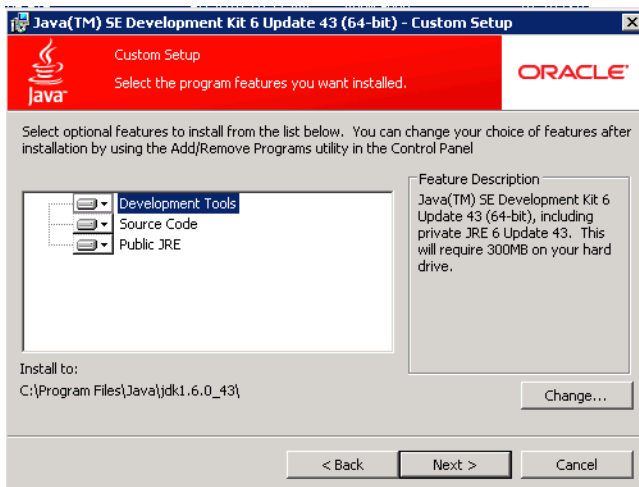 Java(TM) SE Development Kit 6 Update 43 (64-bit) - Custom Setup
Custom Setup
Select the program features you want installed.
Java
ORACLE
Select optional features to install from the list below. You can change your choice of features after
installation by using the Add/Remove Programs utility in the Control Panel
Development Tools
Source Code
Public JRE
Feature Description
Java(TM) SE Development Kit 6
Update 43 (64-bit), including
private JRE 6 Update 43. This
will require 300MB on your hard
drive.
Install to:
C:\Program Files\Java\jdk1.6.0_43\
Change...
< Back
Next >
Cancel